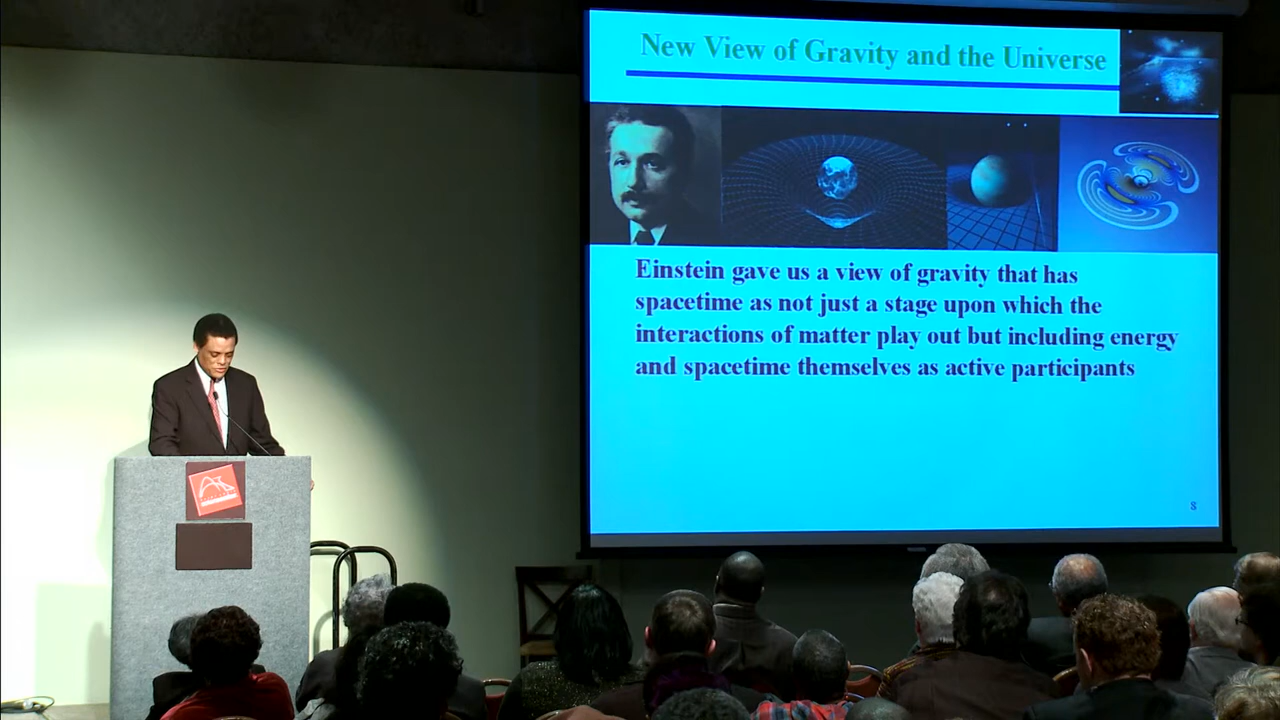 New View of Gravity and the Universe
Einstein gave us a view of gravity that has
spacetime as not just a stage upon which the
interactions of matter play out but including energy
and spacetime themselves as active participants
8